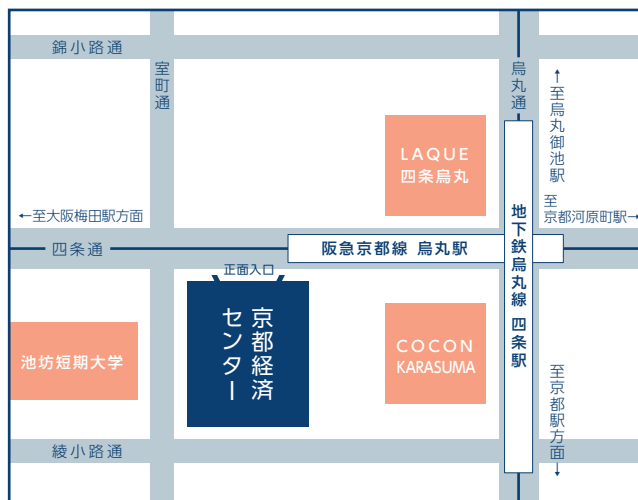 錦小路通
室町通
烏丸通
↑至烏丸御池駅
LAQUE
四条烏丸
至
京都河原町駅→
←至大阪梅田駅方面
四条通
阪急京都線 烏丸駅
地下鉄烏丸線 四条駅
正面入口
京都経済
センター
池坊短期大学
COCON
KARASUMA
至京都駅方面↓
綾小路通